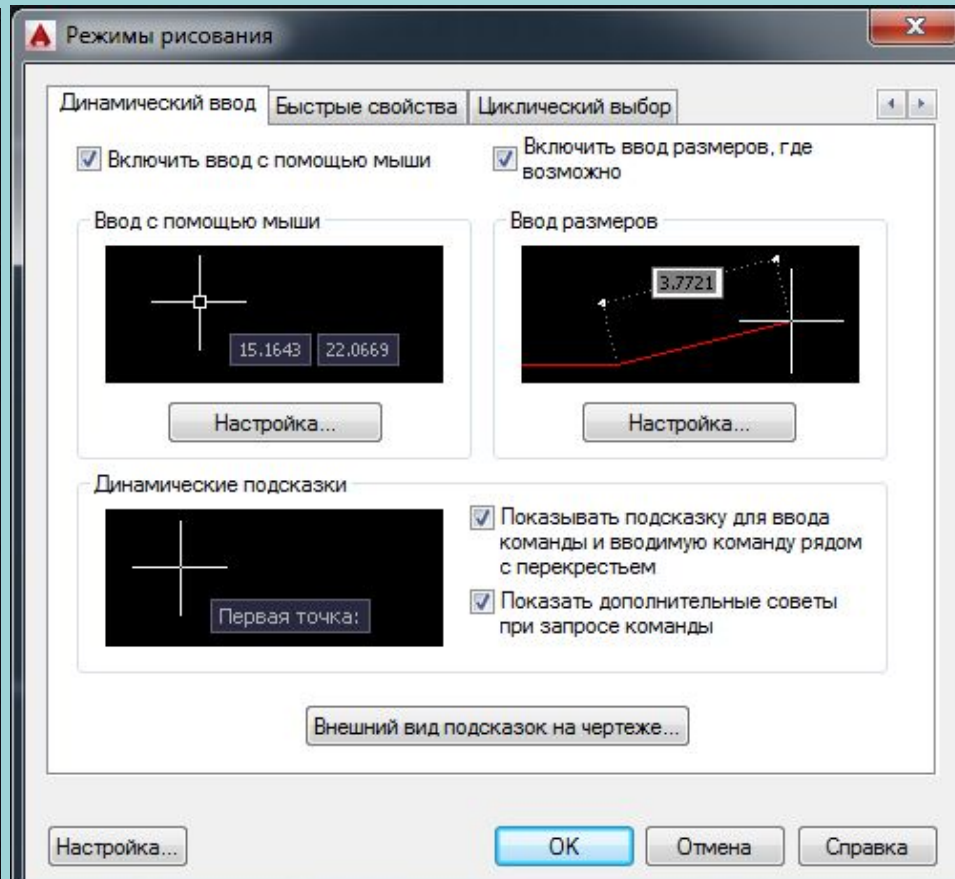 Режимы рисования
Динамический ввод Быстрые свойства Циклический выбор
Включить ввод с помощью мыши
Включить ввод размеров, где
возможно
Ввод с помощью мыши
15.1643 22.0669
Настройка...
Ввод размеров
3.7721
Настройка...
Динамические подсказки
Первая точка:
Показывать подсказку для ввода
команды и вводимую команду рядом
с перекрестьем
Показать дополнительные советы
при запросе команды
Внешний вид подсказок на чертеже...
Настройка... OK Отмена Справка